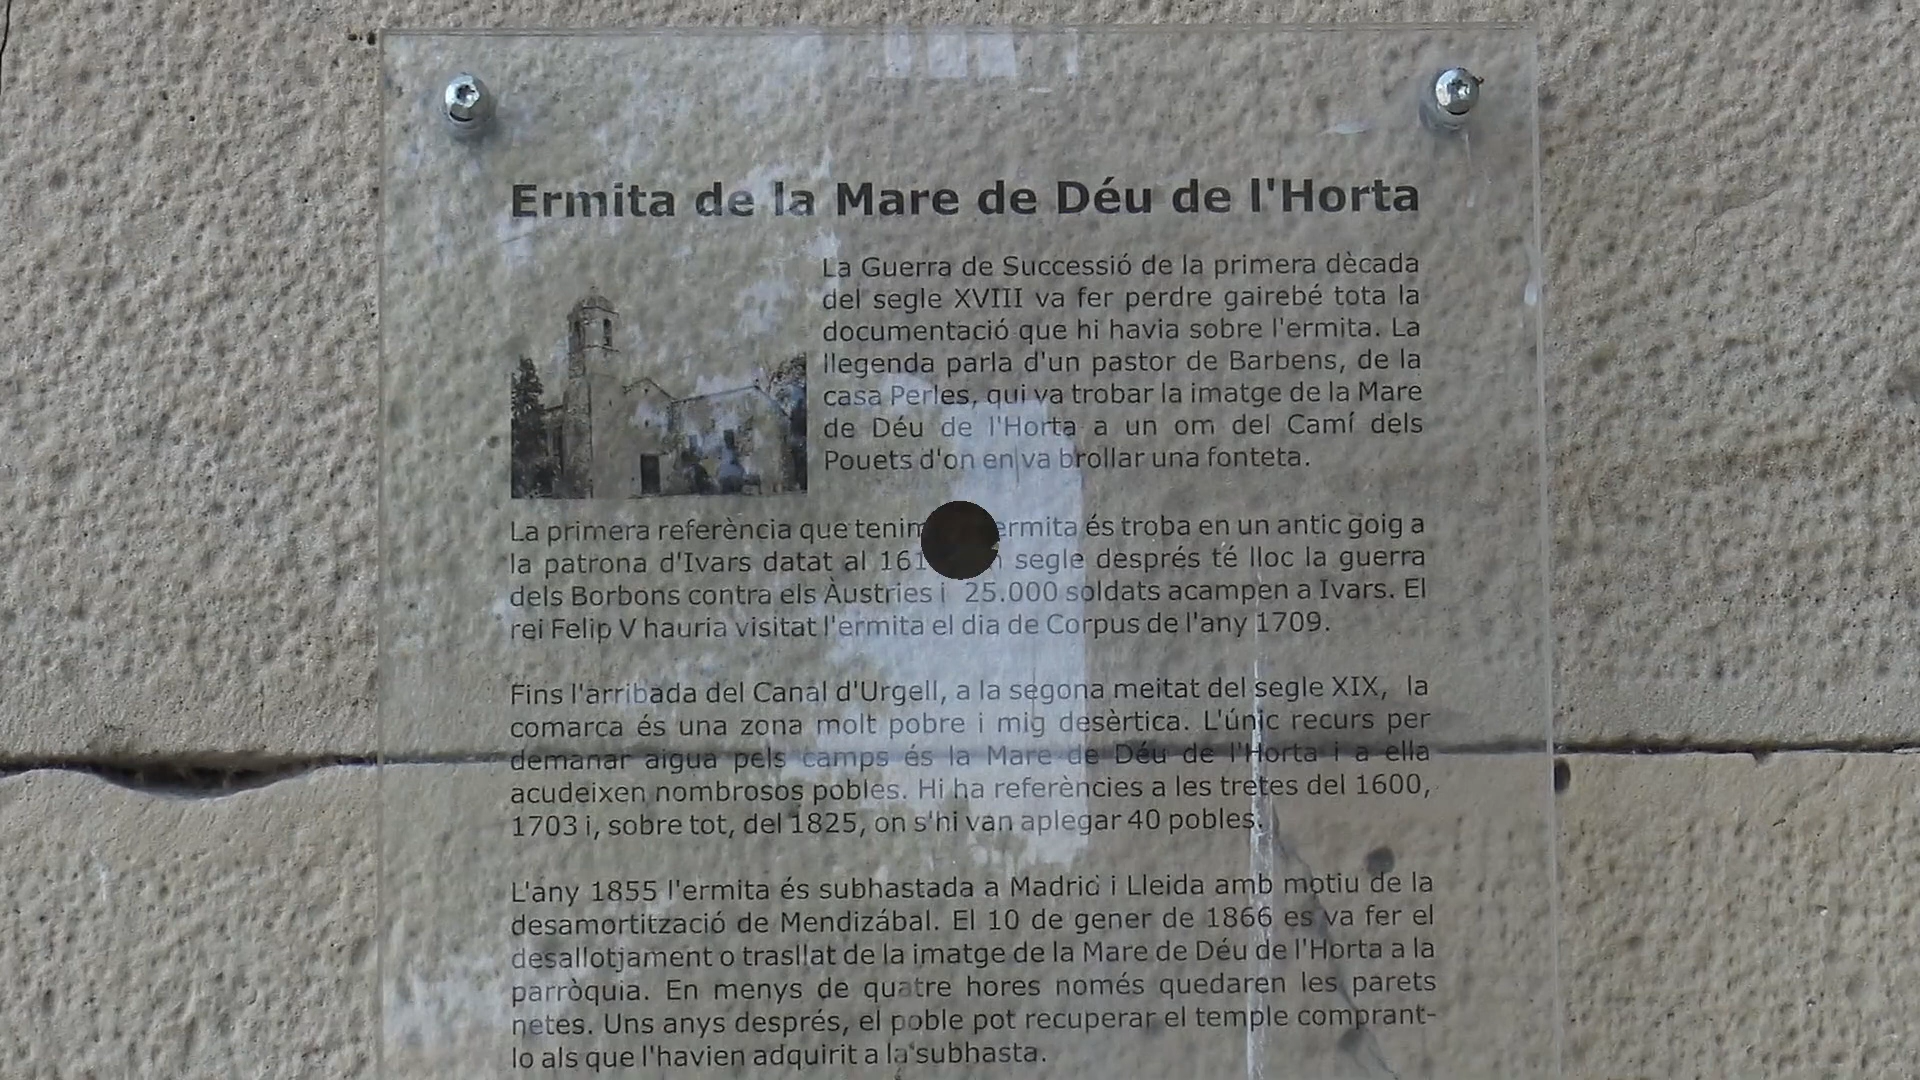 Ermita de la Mare de Déu de l'Horta
La Guerra de Successió de la primera dècada
del segle XVIII va fer perdre gairebé tota la
documentació que hi havia sobre l'ermita. La
llegenda parla d'un pastor de Barbens, de la
casa Perles, qui va trobar la imatge de la Mare
de Déu de l'Horta a un om del Camí dels
Pouets d'on en va brollar una fonteta.
La primera referència que és troba en un antic goig a
la patrona d'Ivars datat al segle després té lloc la guerra
dels Borbons contra els Àustries i 25.000 soldats acampen a Ivars. El
rei Felip V hauria visitat l'ermita el dia de Corpus de l'any 1709.
Fins l'arribada del Canal d'Urgell, a la segona meitat del segle XIX, la
comarca és una zona molt pobre i mig desèrtica. L'únic recurs per
demanar aigua pels camps és la Mare de Déu de l'Horta i a ella
acudeixen nombrosos pobles. Hi ha referències a les tretes del 1600,
1703 i, sobre tot, del 1825, on s'hi van aplegar 40 pobles.
L'any 1855 l'ermita és subhastada a Madrid i Lleida amb motiu de la
desamortització de Mendizábal. El 10 de gener de 1866 es va fer el
desallotjament o trasllat de la imatge de la Mare de Déu de l'Horta a la
parròquia. En menys de quatre hores només quedaren les parets
netes. Uns anys després, el poble pot recuperar el temple comprant-
lo als que l'havien adquirit a la subhasta.